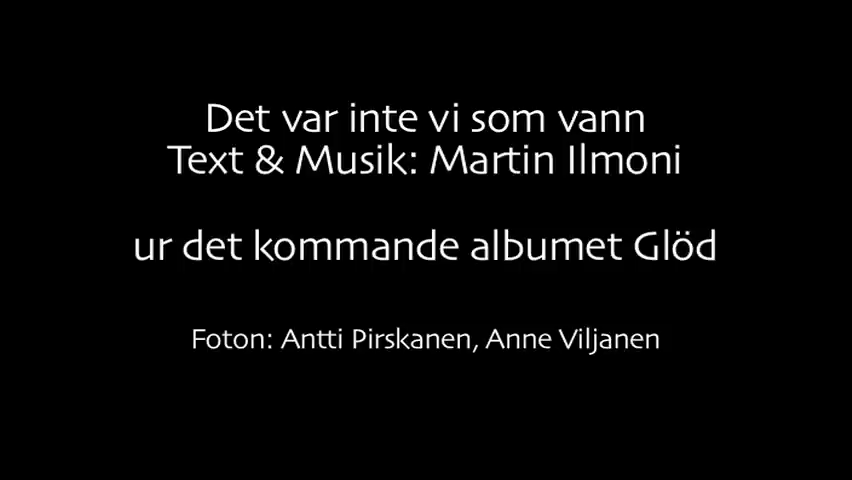 Det var inte vi som vann
Text & Musik: Martin Ilmoni
ur det kommande albumet Glöd
Foton: Antti Pirskanen, Anne Viljanen